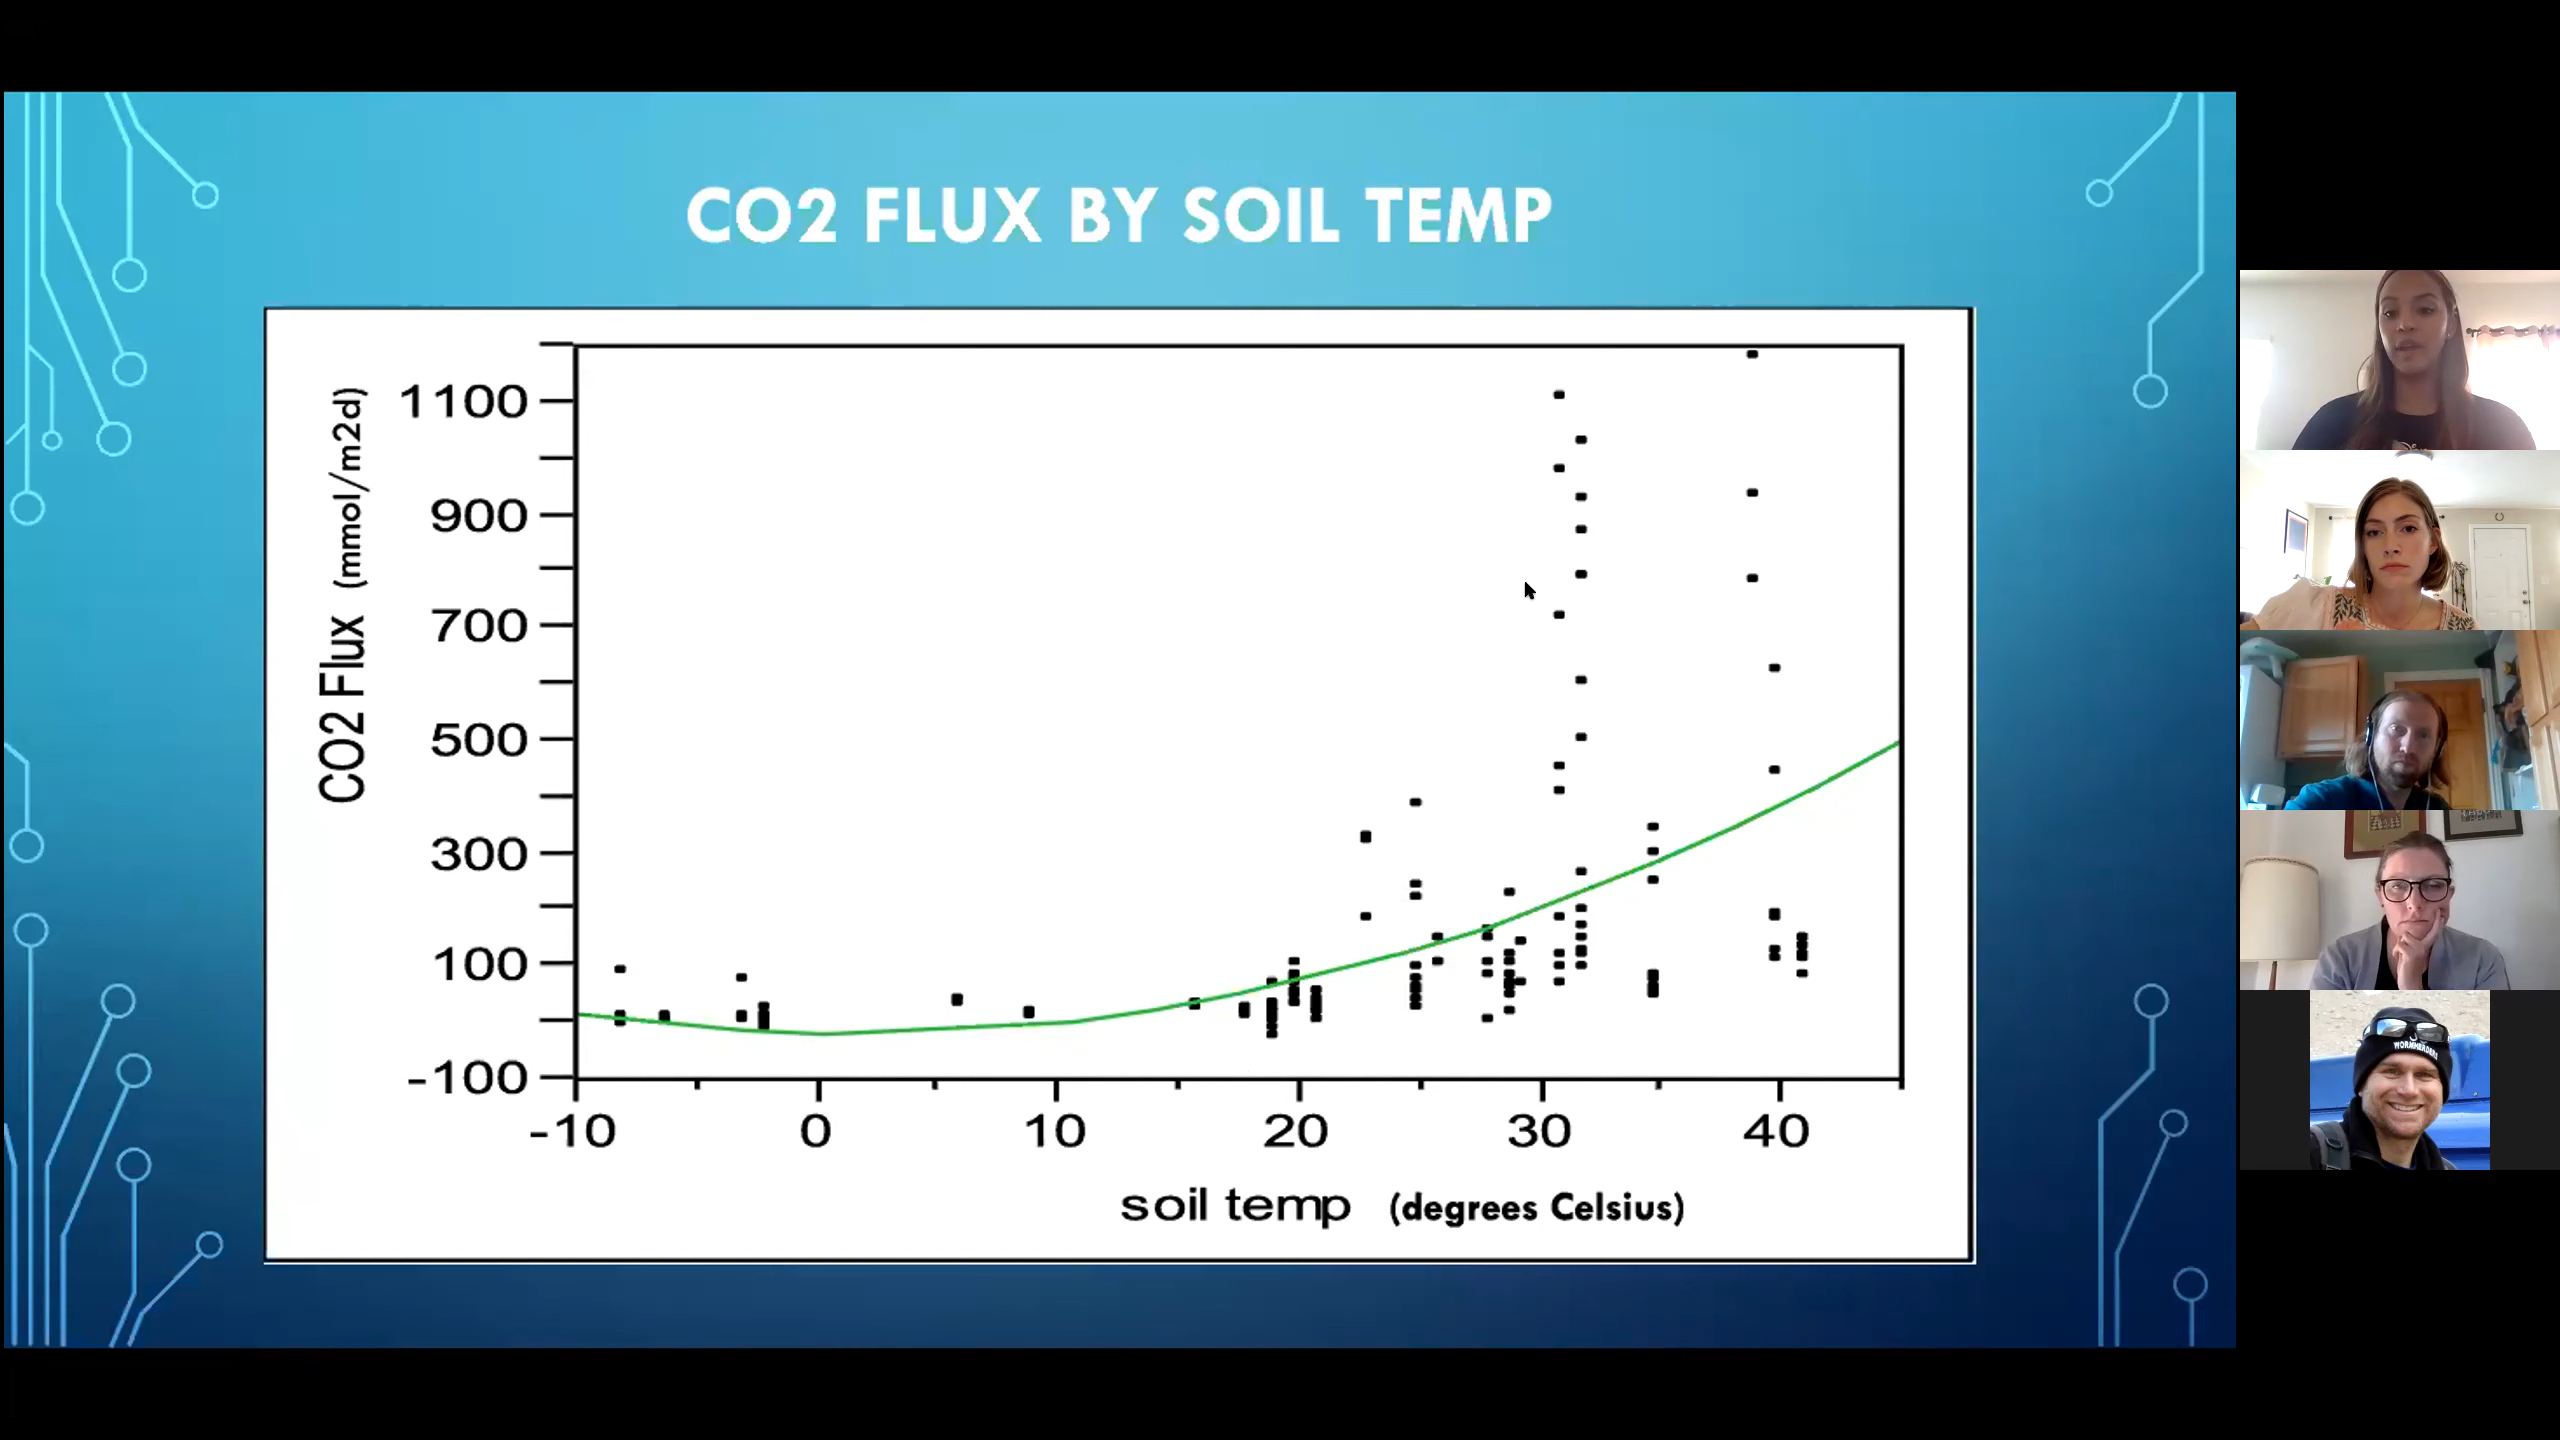 CO2 FLUX BY SOIL TEMP
CO2 Flux (mmol/m2d)
1100
900
700
500
300
100
-100
-10 0 10 20 30 40
soil temp (degrees Celsius)